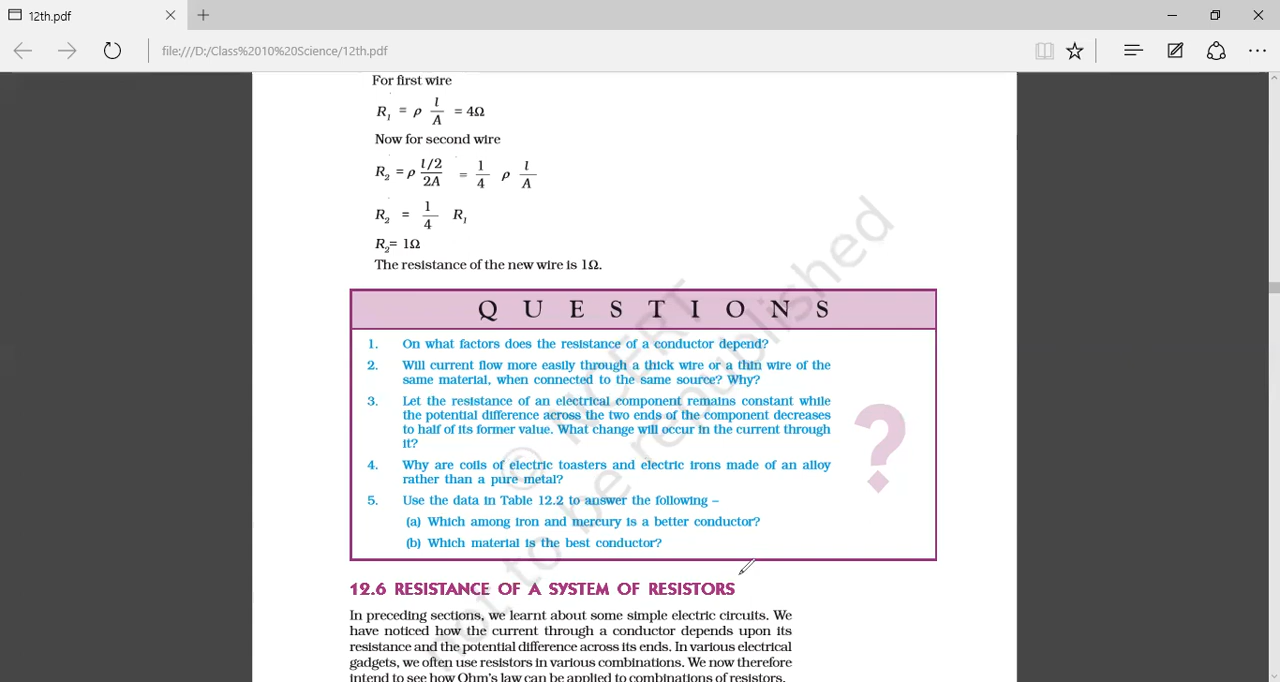 12th.pdf
file:///D:/Class%2010%20Science/12th.pdf
For first wire
R₁ = ρ l/A = 4Ω
Now for second wire
R₂ = ρ (l/2)/(2A) = 1/4 ρ l/A
R₂ = 1/4 R₁
R₂= 1Ω
The resistance of the new wire is 1Ω.
QUESTIONS
1. On what factors does the resistance of a conductor depend?
2. Will current flow more easily through a thick wire or a thin wire of the
same material, when connected to the same source? Why?
3. Let the resistance of an electrical component remains constant while
the potential difference across the two ends of the component decreases
to half of its former value. What change will occur in the current through
it?
4. Why are coils of electric toasters and electric irons made of an alloy
rather than a pure metal?
5. Use the data in Table 12.2 to answer the following –
(a) Which among iron and mercury is a better conductor?
(b) Which material is the best conductor?
?
12.6 RESISTANCE OF A SYSTEM OF RESISTORS
In preceding sections, we learnt about some simple electric circuits. We
have noticed how the current through a conductor depends upon its
resistance and the potential difference across its ends. In various electrical
gadgets, we often use resistors in various combinations. We now therefore
intend to see how Ohm's law can be applied to combinations of resistors.
© NCERT
not to be republished